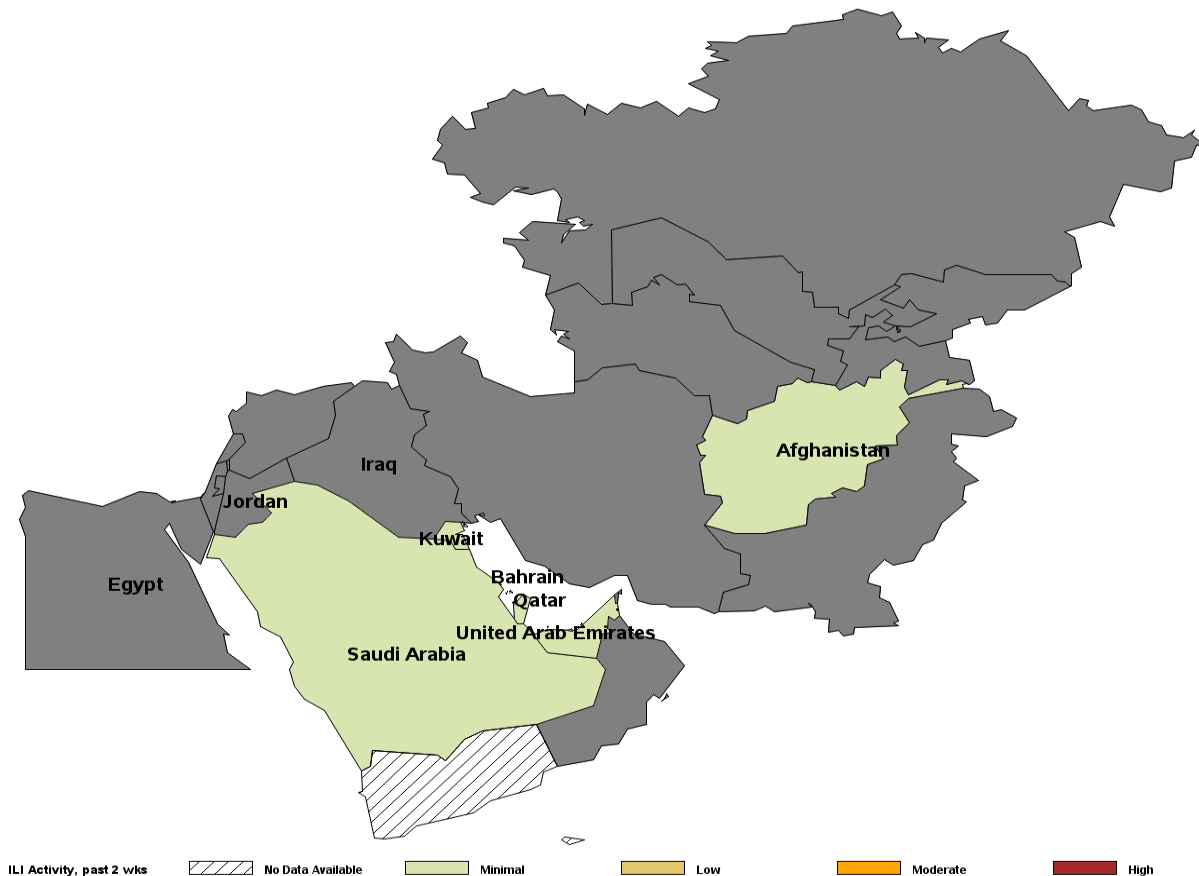 Afghanistan
Iraq
Jordan
Kuwait
Bahrain
Egypt
Qatar
United Arab Emirates
Saudi Arabia
ILI Activity, past 2 wks No Data Available Minimal Low Moderate High